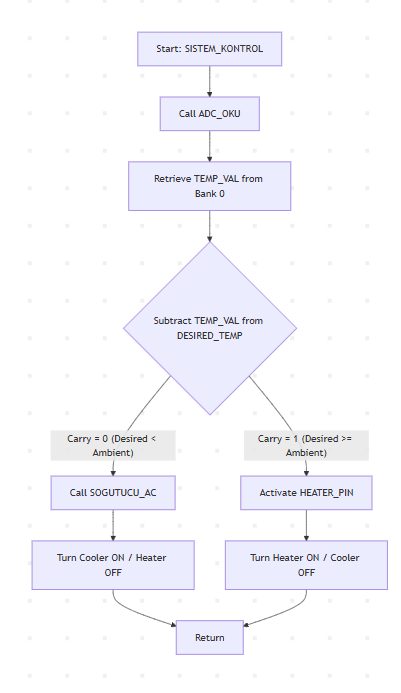 Start: SISTEM_KONTROL
Call ADC_OKU
Retrieve TEMP_VAL from
Bank 0
Subtract TEMP_VAL from
DESIRED_TEMP
Carry = 0 (Desired <
Ambient)
Carry = 1 (Desired >=
Ambient)
Call SOGUTUCU_AC
Activate HEATER_PIN
Turn Cooler ON / Heater
OFF
Turn Heater ON / Cooler
OFF
Return